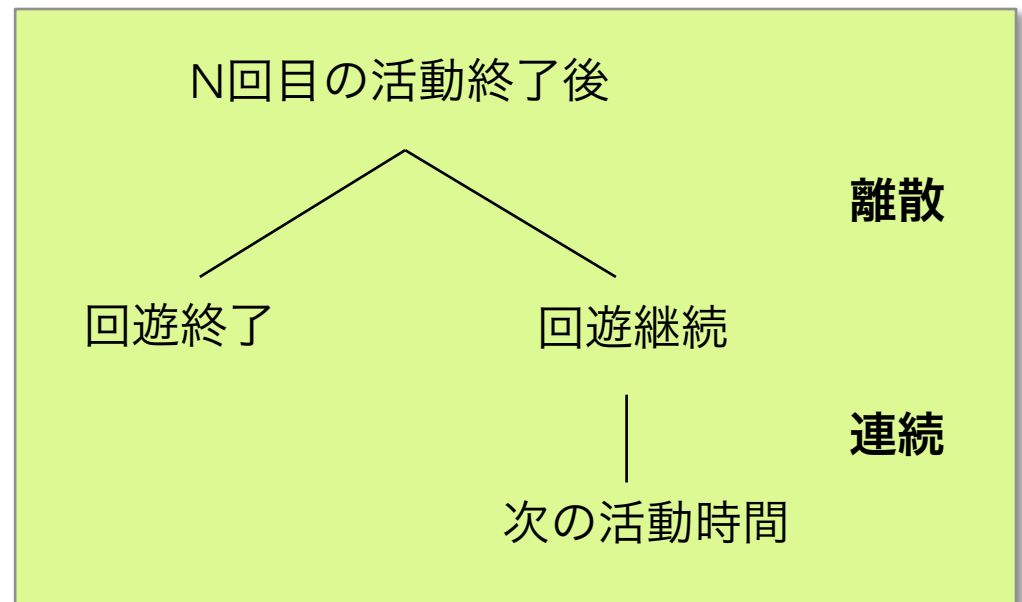 N回目の活動終了後
離散
回遊終了
回遊継続
連続
次の活動時間